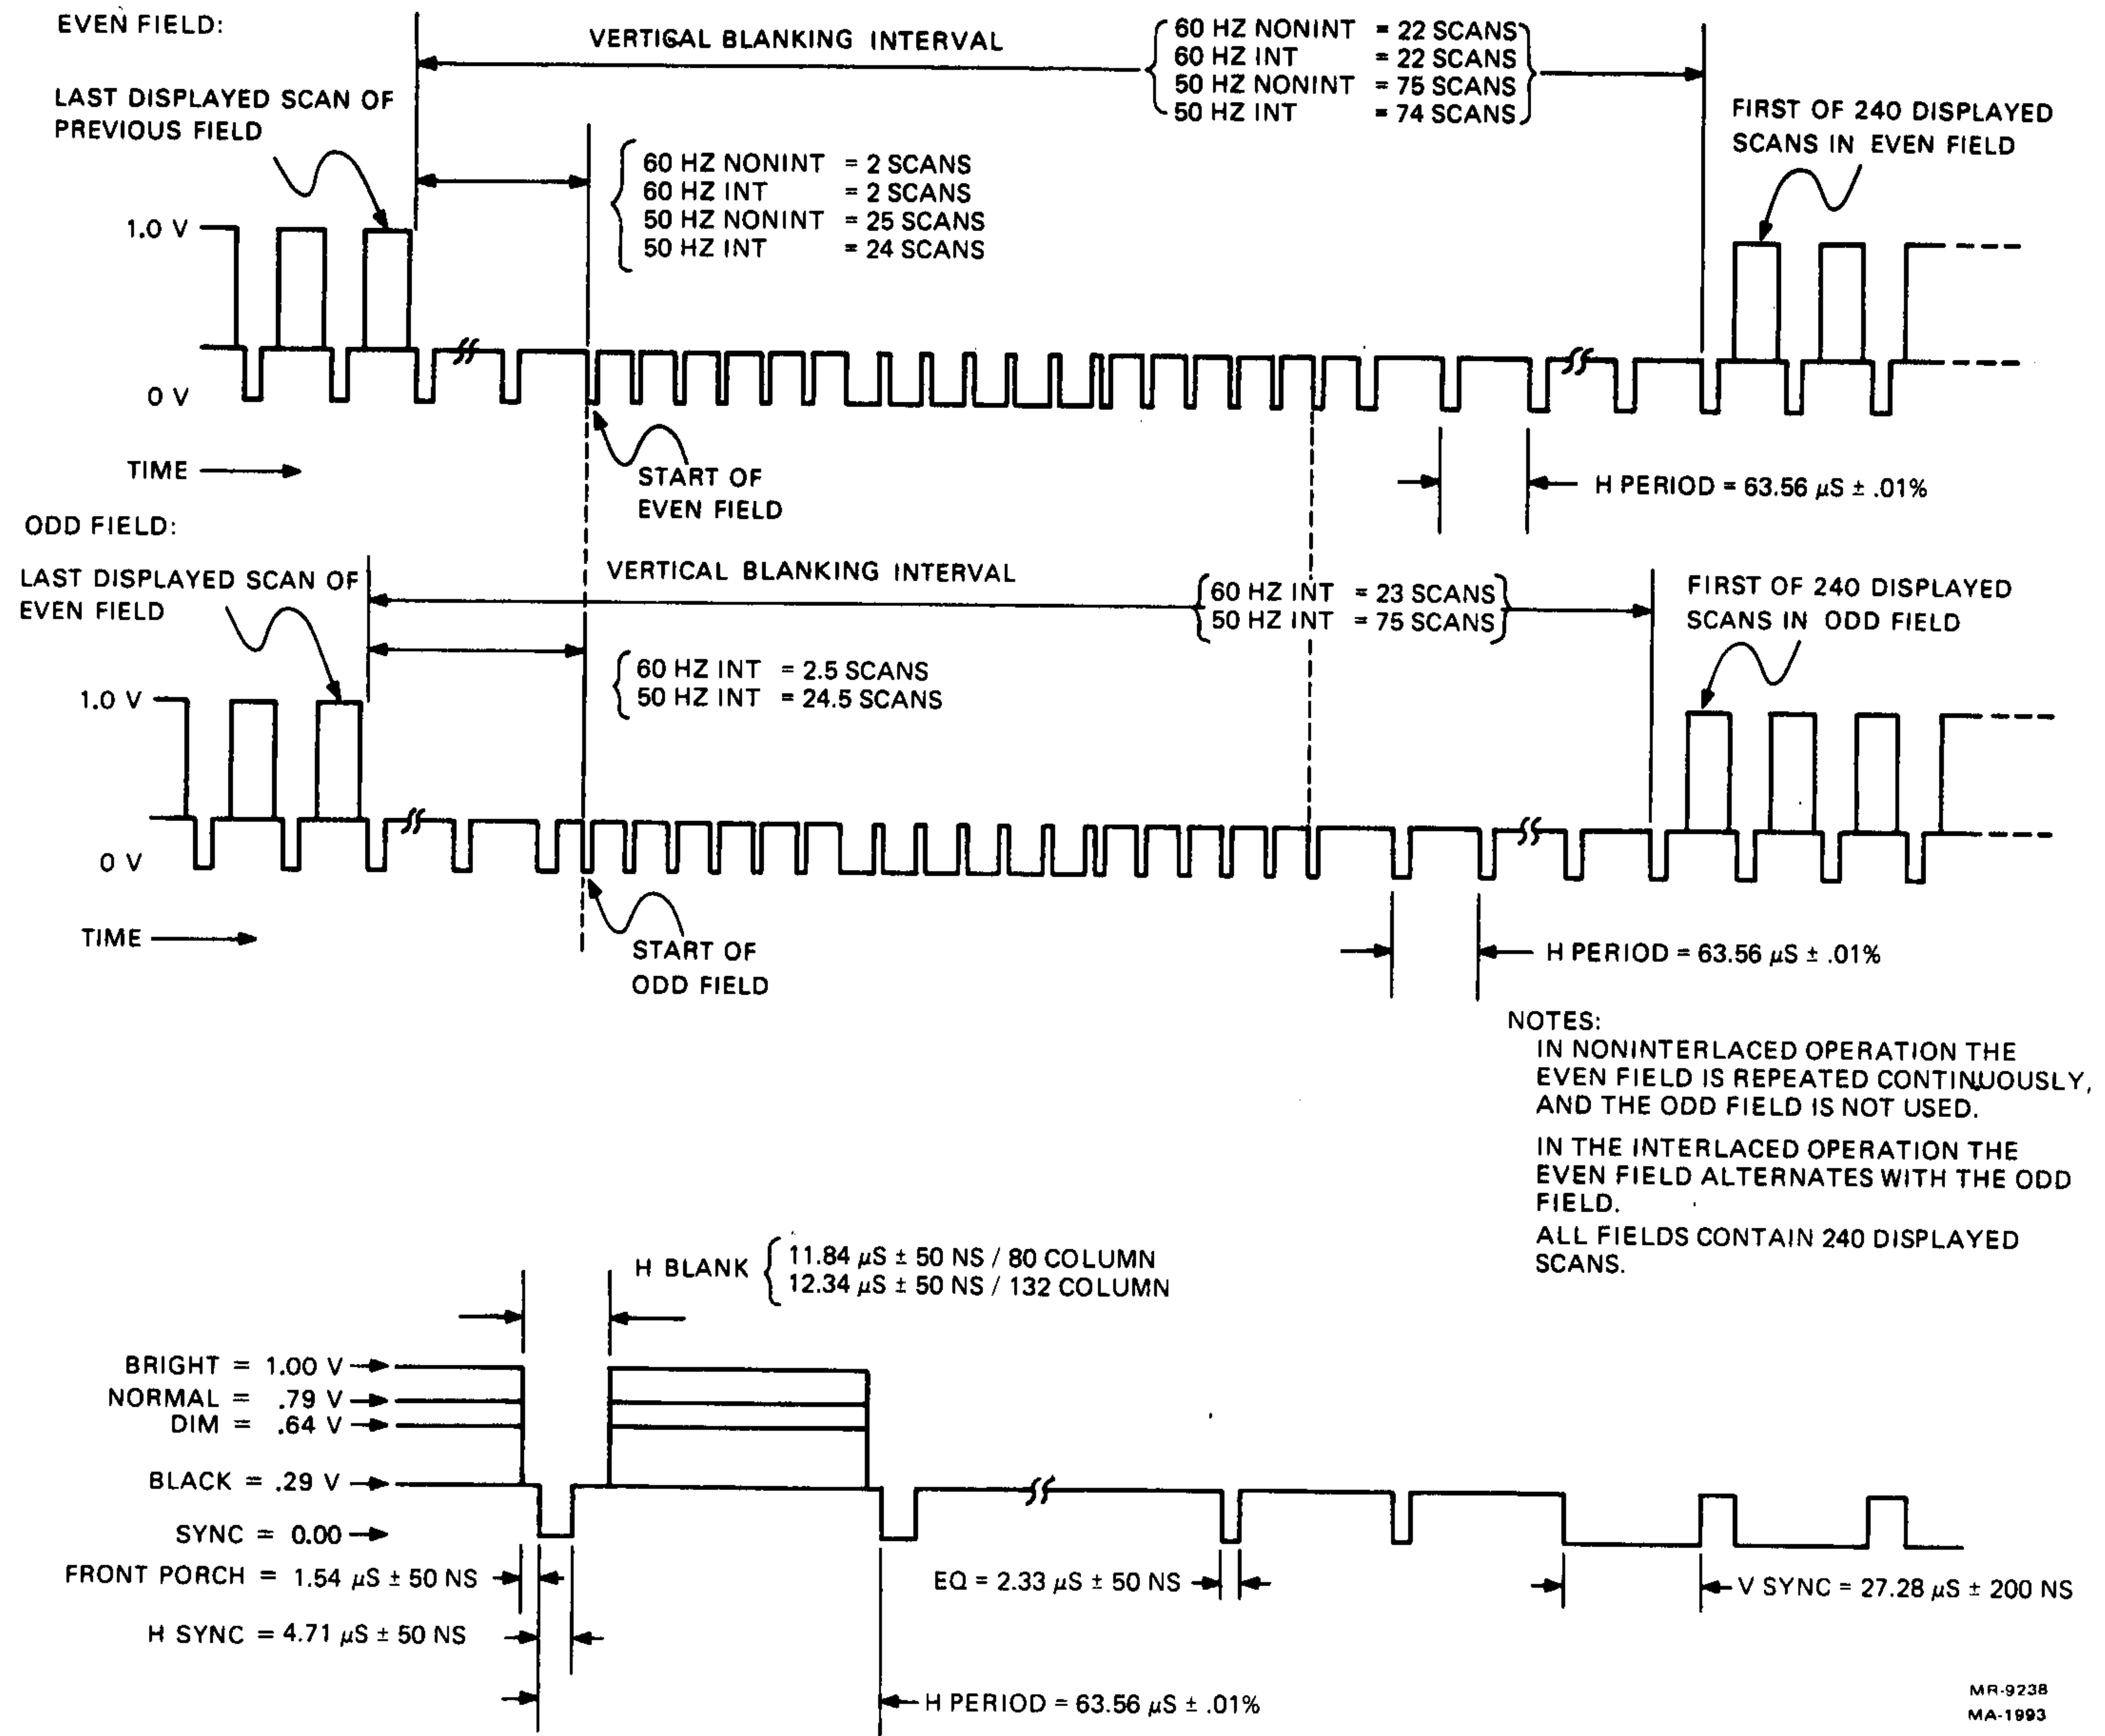 EVEN FIELD:
VERTICAL BLANKING INTERVAL
60 HZ NONINT = 22 SCANS
60 HZ INT = 22 SCANS
50 HZ NONINT = 75 SCANS
50 HZ INT = 74 SCANS
LAST DISPLAYED SCAN OF
PREVIOUS FIELD
FIRST OF 240 DISPLAYED
SCANS IN EVEN FIELD
60 HZ NONINT = 2 SCANS
60 HZ INT = 2 SCANS
50 HZ NONINT = 25 SCANS
50 HZ INT = 24 SCANS
1.0 V
0 V
TIME
START OF
EVEN FIELD
H PERIOD = 63.56 µS ± .01%
ODD FIELD:
LAST DISPLAYED SCAN OF
EVEN FIELD
VERTICAL BLANKING INTERVAL
60 HZ INT = 23 SCANS
50 HZ INT = 75 SCANS
FIRST OF 240 DISPLAYED
SCANS IN ODD FIELD
60 HZ INT = 2.5 SCANS
50 HZ INT = 24.5 SCANS
1.0 V
0 V
TIME
START OF
ODD FIELD
H PERIOD = 63.56 µS ± .01%
NOTES:
IN NONINTERLACED OPERATION THE
EVEN FIELD IS REPEATED CONTINUOUSLY,
AND THE ODD FIELD IS NOT USED.
IN THE INTERLACED OPERATION THE
EVEN FIELD ALTERNATES WITH THE ODD
FIELD.
ALL FIELDS CONTAIN 240 DISPLAYED
SCANS.
H BLANK
11.84 µS ± 50 NS / 80 COLUMN
12.34 µS ± 50 NS / 132 COLUMN
BRIGHT = 1.00 V
NORMAL = .79 V
DIM = .64 V
BLACK = .29 V
SYNC = 0.00
FRONT PORCH = 1.54 µS ± 50 NS
EQ = 2.33 µS ± 50 NS
V SYNC = 27.28 µS ± 200 NS
H SYNC = 4.71 µS ± 50 NS
H PERIOD = 63.56 µS ± .01%
MR-9238
MA-1993